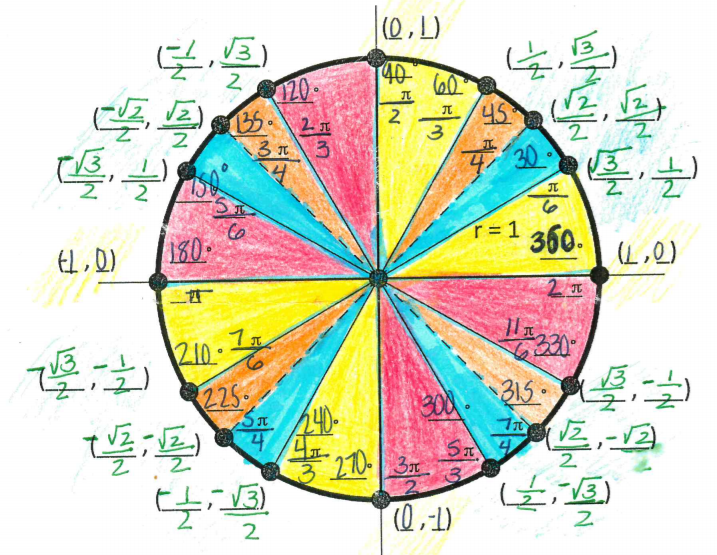 (0, 1)
(-1/2, √3/2)
(1/2, √3/2)
120°
40°
60°
π/2
π/3
2π/3
(-√2/2, √2/2)
135°
3π/4
45°
π/4
(√2/2, √2/2)
(-√3/2, 1/2)
150°
5π/6
30°
π/6
(√3/2, 1/2)
r = 1
180°
360°
(-1, 0)
(1, 0)
π
2π
210°
7π/6
11π/6
330°
(-√3/2, -1/2)
(√3/2, -1/2)
225°
5π/4
315°
7π/4
(-√2/2, -√2/2)
(√2/2, -√2/2)
240°
4π/3
300°
5π/3
270°
3π/2
(-1/2, -√3/2)
(1/2, -√3/2)
(0, -1)